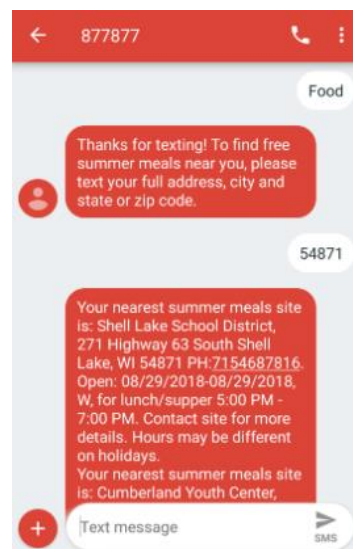 877877
Food
Thanks for texting! To find free
summer meals near you, please
text your full address, city and
state or zip code.
54871
Your nearest summer meals site
is: Shell Lake School District,
271 Highway 63 South Shell
Lake, WI 54871 PH:7154687816.
Open: 08/29/2018-08/29/2018,
W, for lunch/supper 5:00 PM -
7:00 PM. Contact site for more
details. Hours may be different
on holidays.
Your nearest summer meals site
is: Cumberland Youth Center,
Text message
SMS